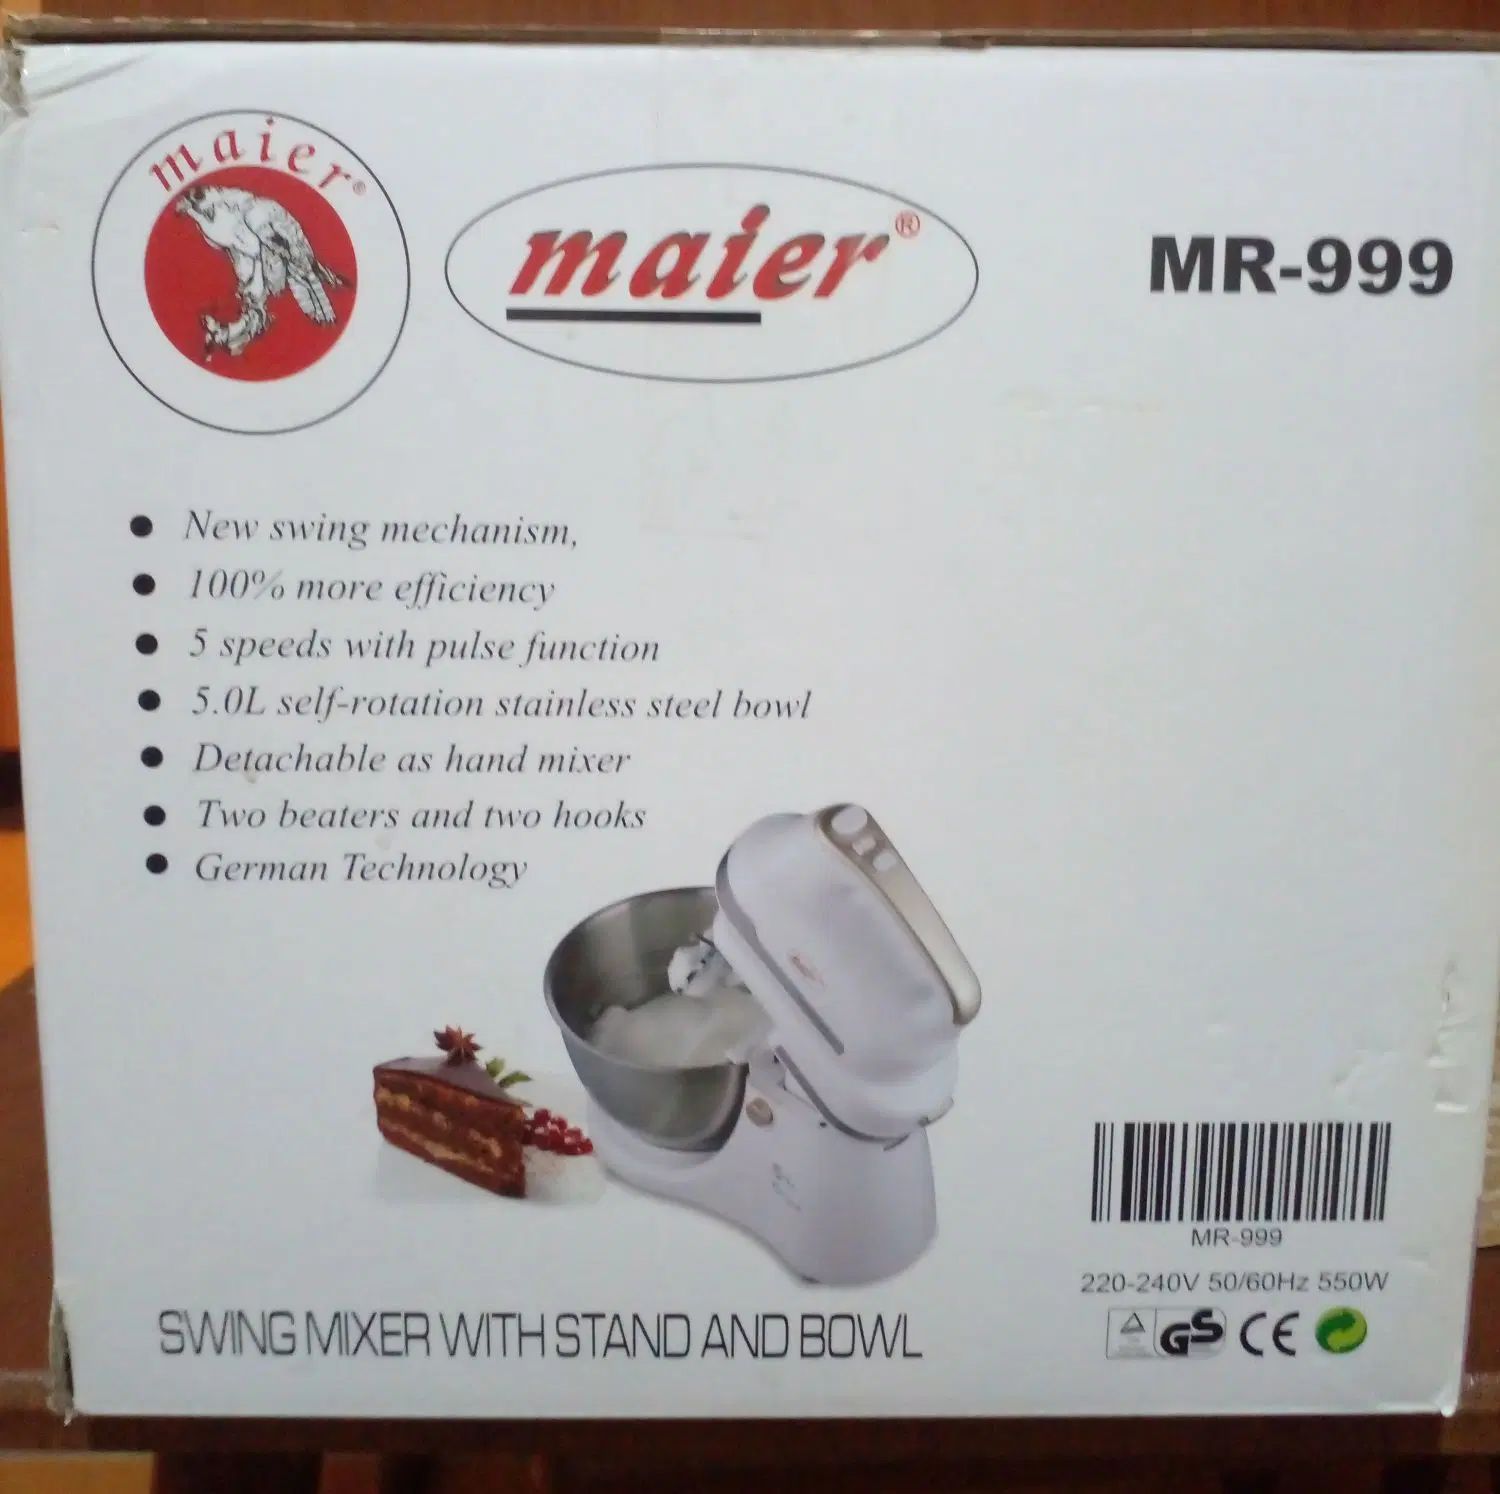 maier®
maier®
MR-999
New swing mechanism,
100% more efficiency
5 speeds with pulse function
5.0L self-rotation stainless steel bowl
Detachable as hand mixer
Two beaters and two hooks
German Technology
MR-999
220-240V 50/60Hz 550W
GS CE
SWING MIXER WITH STAND AND BOWL